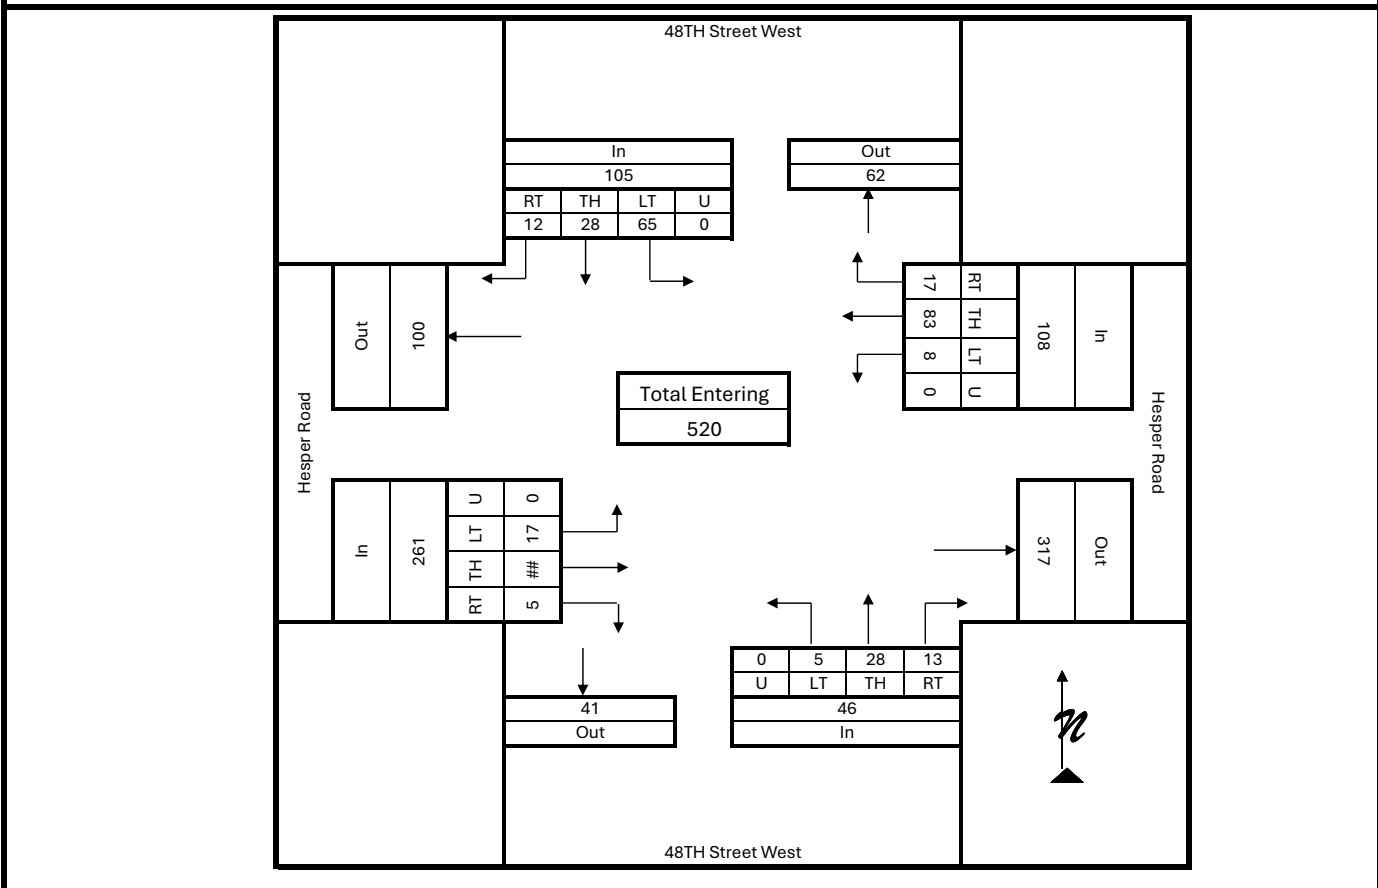 48TH Street West
In
105
RT TH LT U
12 28 65 0
Out
62
Out
100
17 RT
83 TH
8 LT
0 U
108
In
Total Entering
520
Hesper Road
Hesper Road
In
261
U 0
LT 17
TH ##
RT 5
317
Out
0 5 28 13
U LT TH RT
46
In
41
Out
N
48TH Street West